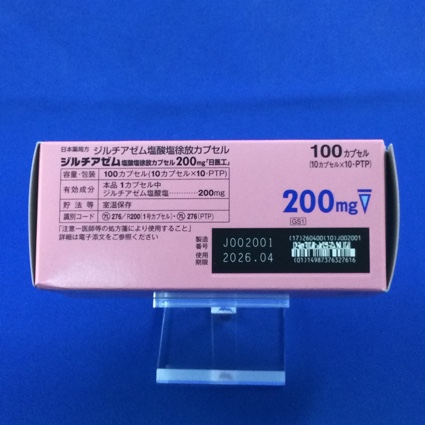 日本薬局方 ジルチアゼム塩酸塩徐放カプセル
ジルチアゼム塩酸塩徐放カプセル200mg「日医工」
容量・包装 100カプセル(10カプセル×10・PTP)
有効成分 本品1カプセル中
ジルチアゼム塩酸塩…………200mg
貯法等 室温保存
識別コード 276/R200(1号カプセル) 276(PTP)
「注意-医師等の処方箋により使用すること」
詳細は電子添文をご参照ください
製造番号 J002001
使用期限 2026.04
100カプセル
(10カプセル×10・PTP)
200mg
GS1
(17)260400(10)J002001
(01)14987376327616